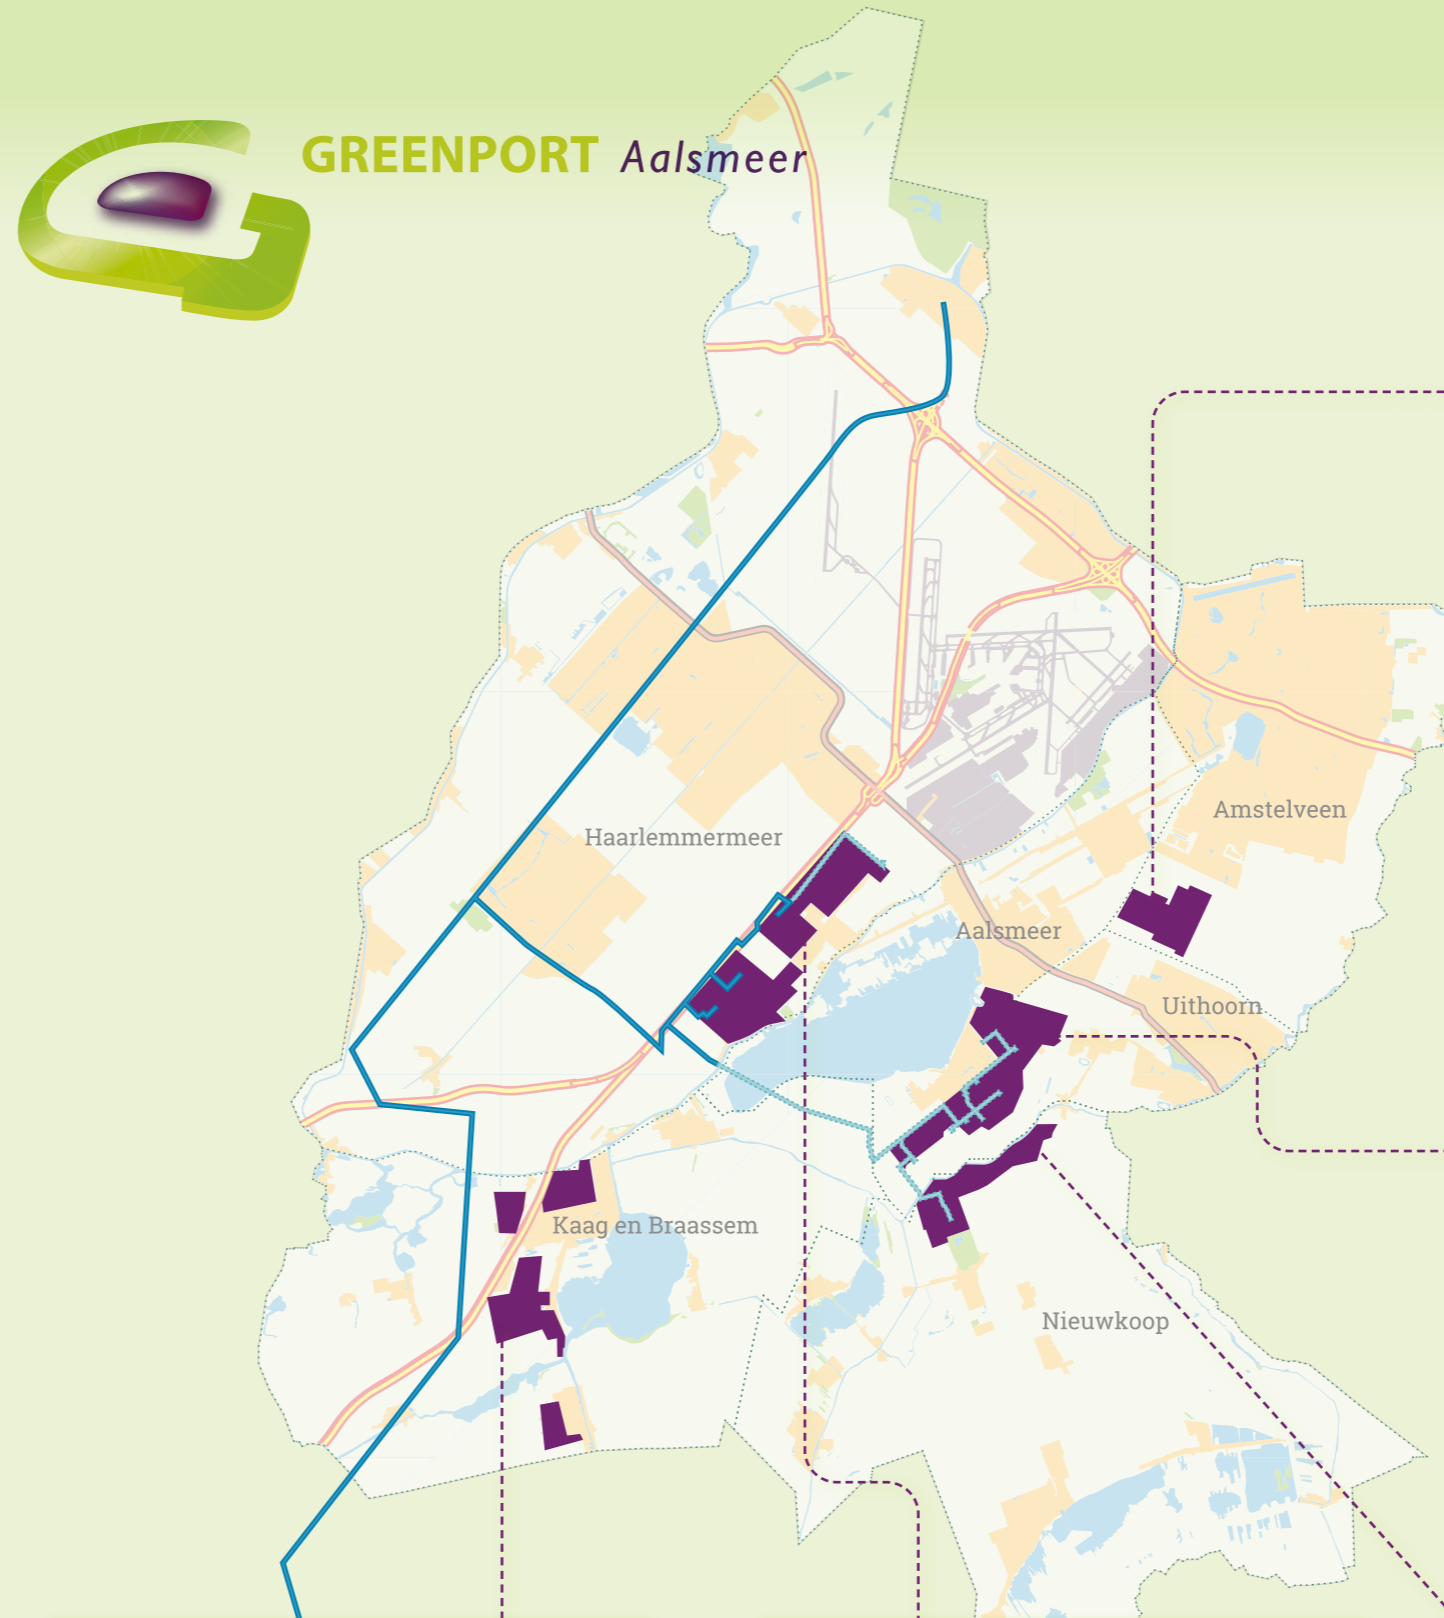 GREENPORT Aalsmeer
Amstelveen
Haarlemmermeer
Aalsmeer
Uithoorn
Kaag en Braassem
Nieuwkoop